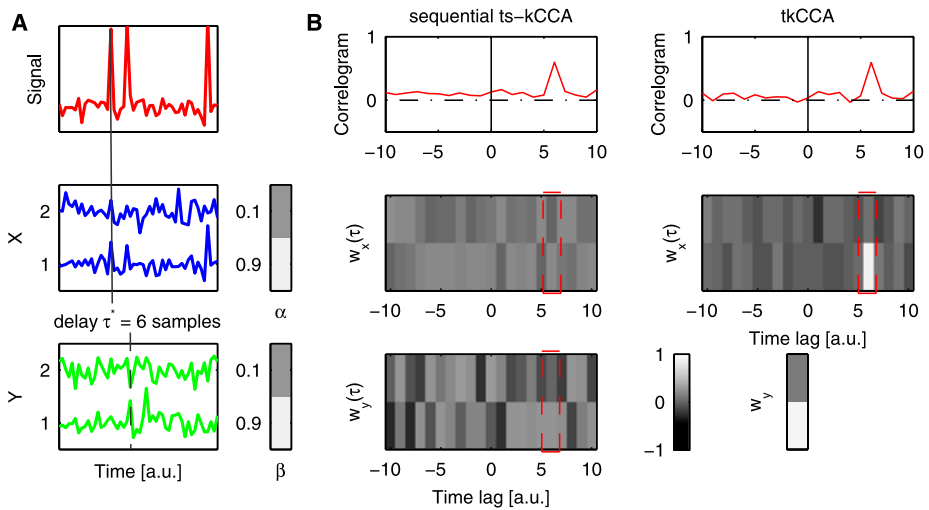 A
Signal
X
2
1
0.1
0.9
α
delay τ* = 6 samples
Y
2
1
0.1
0.9
Time [a.u.]
β
B
sequential ts−kCCA
tkCCA
Correlogram
1
0
−10 −5 0 5 10
Correlogram
1
0
−10 −5 0 5 10
w_x(τ)
−10 −5 0 5 10
w_x(τ)
−10 −5 0 5 10
Time lag [a.u.]
w_y(τ)
−10 −5 0 5 10
Time lag [a.u.]
1
0
−1
w_y